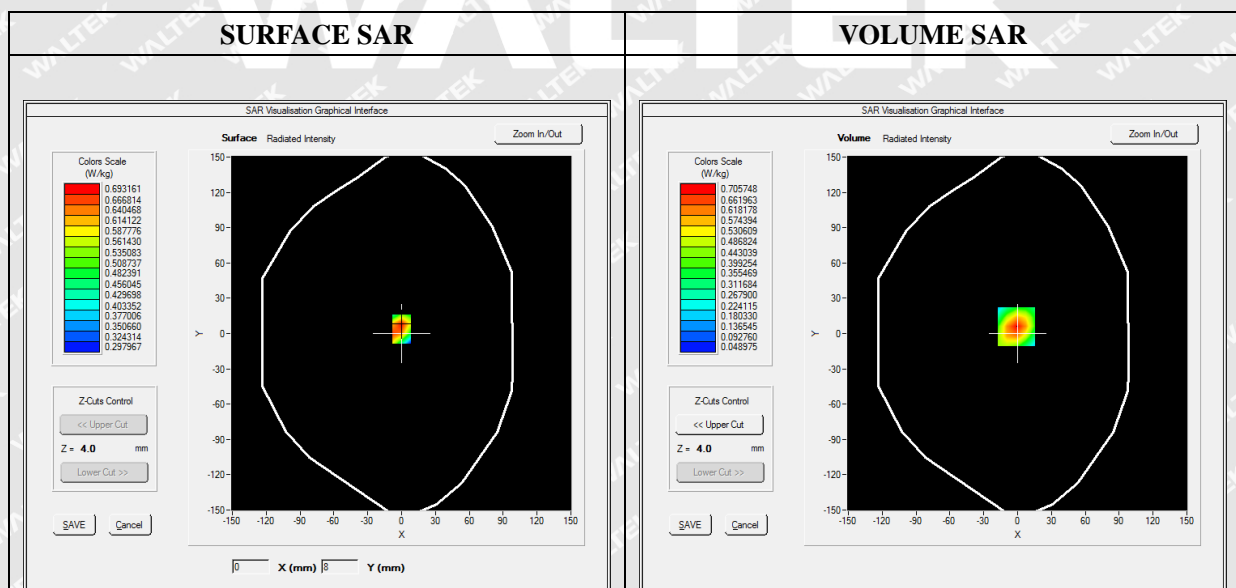 WALTEK
SURFACE SAR
VOLUME SAR
SAR Visualisation Graphical Interface
Surface Radiated Intensity
Zoom In/Out
Colors Scale
(W/kg)
0.693161
0.666814
0.640468
0.614122
0.587776
0.561430
0.535083
0.508737
0.482391
0.456045
0.429698
0.403352
0.377006
0.350660
0.324314
0.297967
Z-Cuts Control
<< Upper Cut
Z = 4.0 mm
Lower Cut >>
SAVE Cancel
150
120
90
60
30
0
-30
-60
-90
-120
-150
Y
-150 -120 -90 -60 -30 0 30 60 90 120 150
X
0 X (mm) 8 Y (mm)
SAR Visualisation Graphical Interface
Volume Radiated Intensity
Zoom In/Out
Colors Scale
(W/kg)
0.705748
0.661963
0.618178
0.574394
0.530609
0.486824
0.443039
0.399254
0.355469
0.311684
0.267900
0.224115
0.180330
0.136545
0.092760
0.048975
Z-Cuts Control
<< Upper Cut
Z = 4.0 mm
Lower Cut >>
SAVE Cancel
150
120
90
60
30
0
-30
-60
-90
-120
-150
Y
-150 -120 -90 -60 -30 0 30 60 90 120 150
X